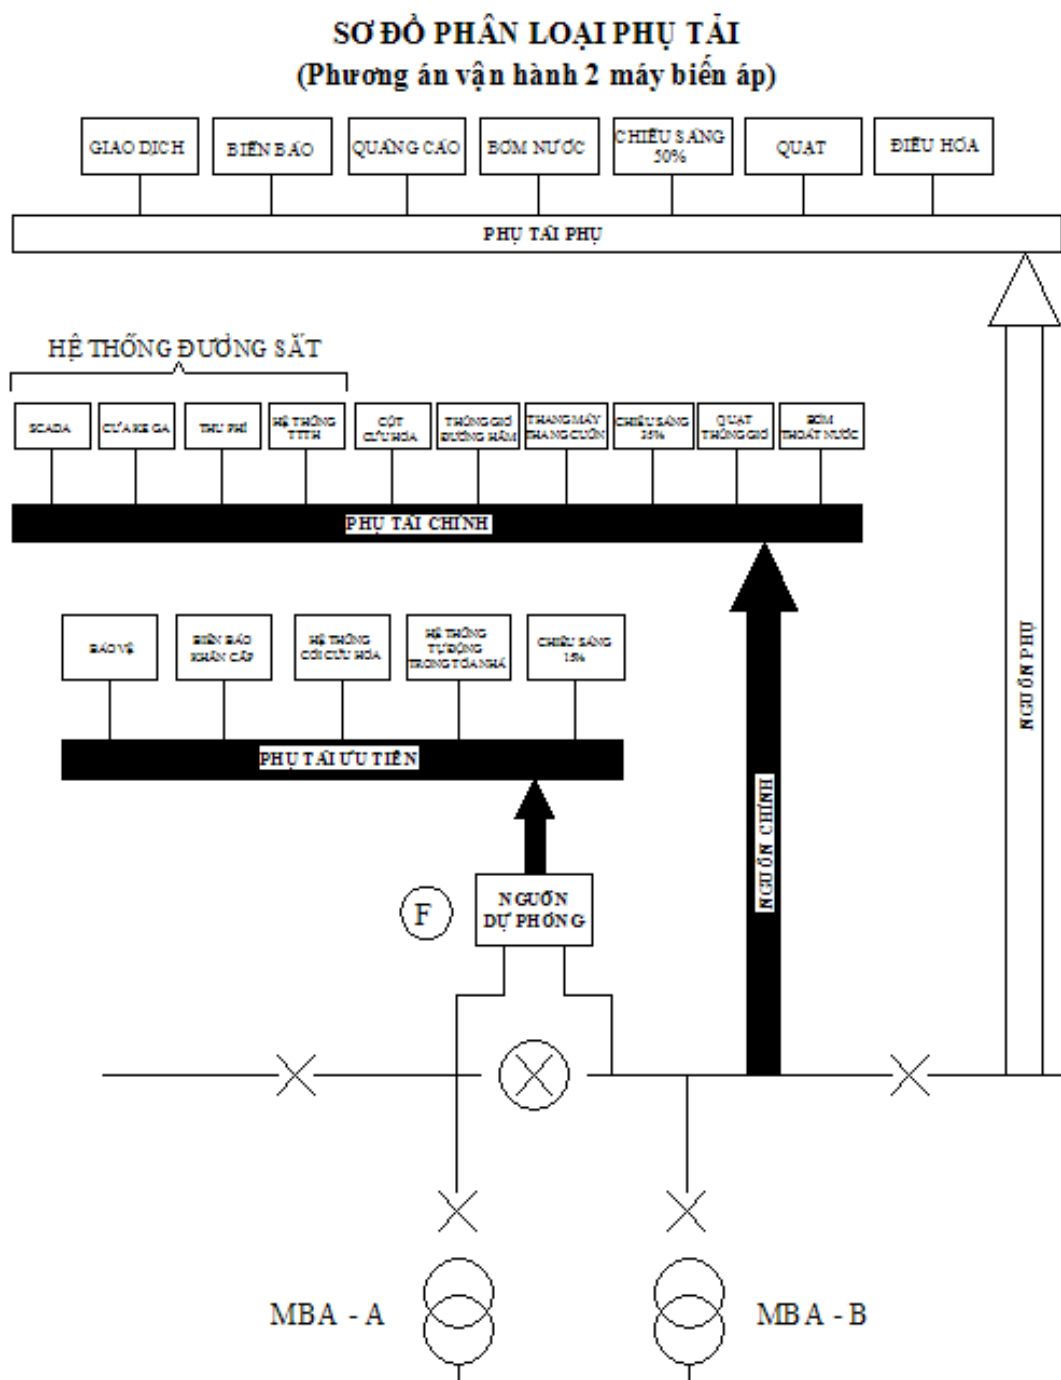 SƠ ĐỒ PHÂN LOẠI PHỤ TẢI
(Phương án vận hành 2 máy biến áp)
GIAO DỊCH
BIỂN BÁO
QUẢNG CÁO
BƠM NƯỚC
CHIẾU SÁNG
50%
QUẠT
ĐIỀU HÒA
PHỤ TẢI PHỤ
HỆ THỐNG ĐƯỜNG SẮT
SCADA
CỬA KE GA
THU PHÍ
HỆ THỐNG
TTTH
CỘT
CỨU HỎA
THÔNG GIÓ
ĐƯỜNG HẦM
THANG MÁY
THANG CUỐN
CHIẾU SÁNG
35%
QUẠT
THÔNG GIÓ
BƠM
THOÁT NƯỚC
PHỤ TẢI CHÍNH
BẢO VỆ
BIỂN BÁO
KHẨN CẤP
HỆ THỐNG
CÒI CỨU HỎA
HỆ THỐNG
TỰ ĐỘNG
TRONG TÒA NHÀ
CHIẾU SÁNG
15%
PHỤ TẢI ƯU TIÊN
NGUỒN PHỤ
NGUỒN CHÍNH
NGUỒN
DỰ PHÒNG
F
MBA - A
MBA - B